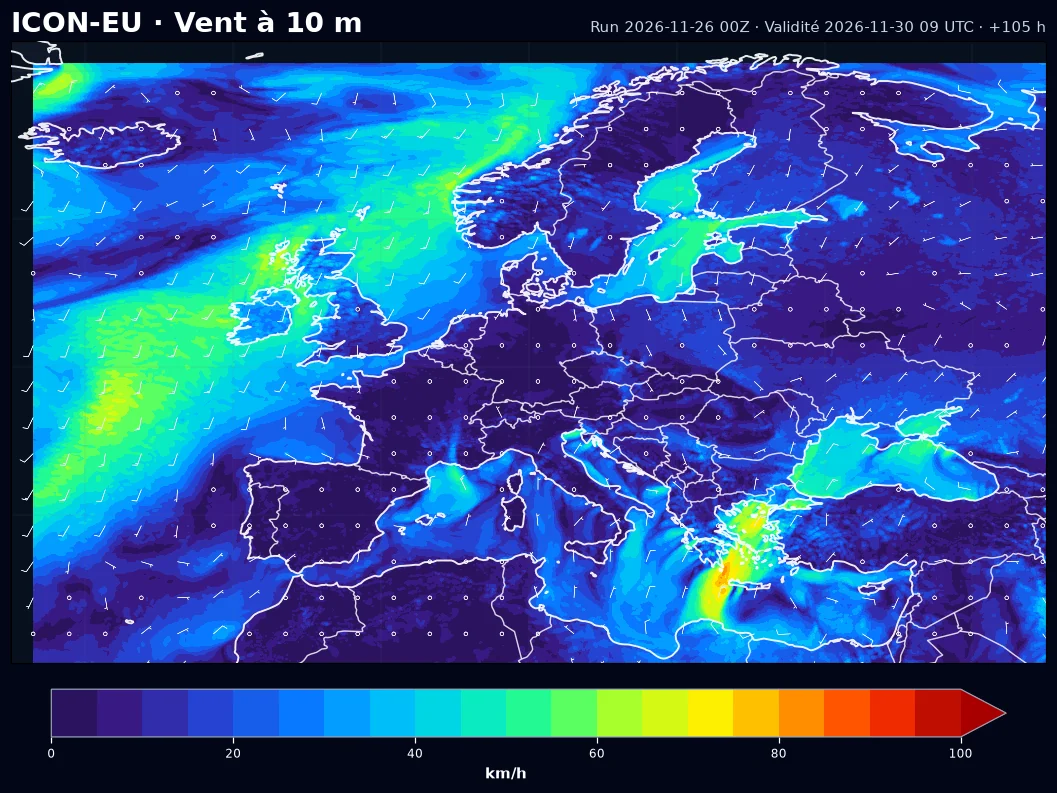 ICON-EU · Vent à 10 m
Run 2026-11-26 00Z · Validité 2026-11-30 09 UTC · +105 h
0 20 40 60 80 100
km/h